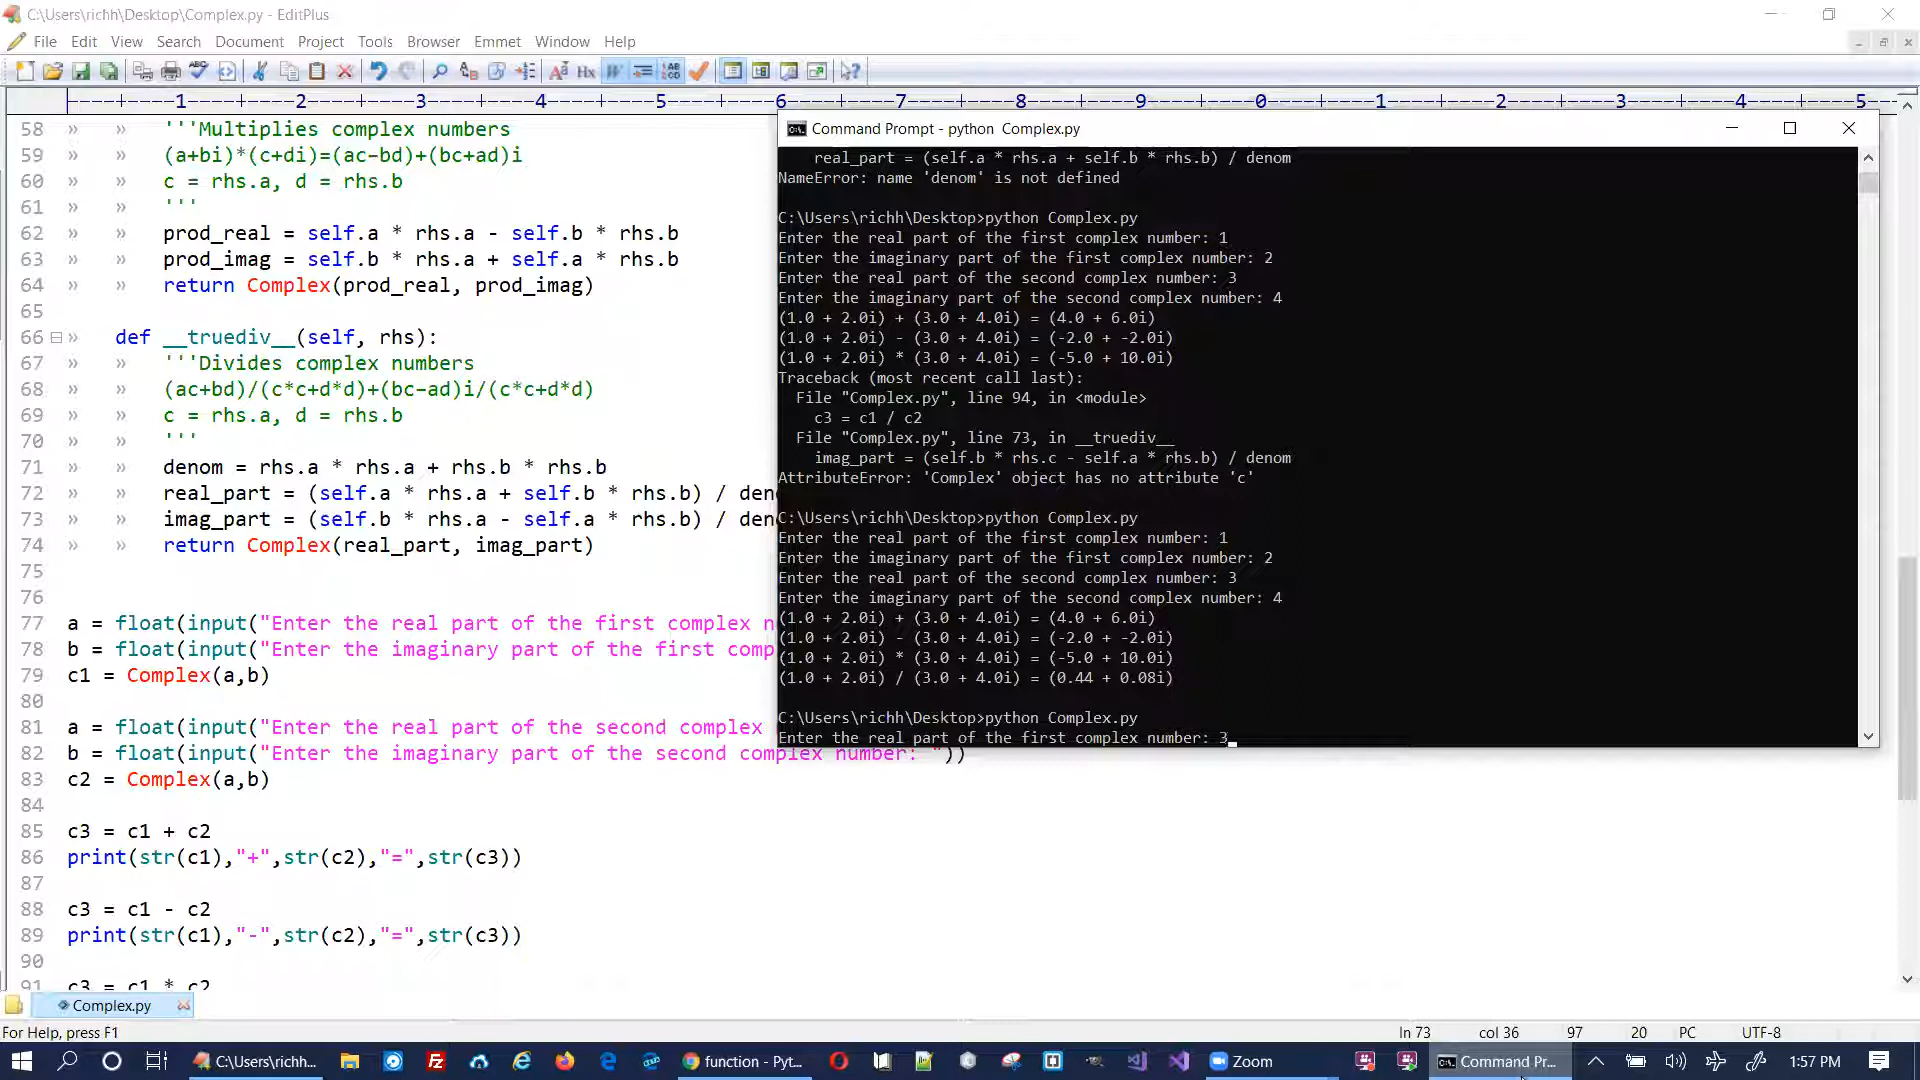 C:\Users\richh\Desktop\Complex.py - EditPlus
File Edit View Search Document Project Tools Browser Emmet Window Help
----+----1----+----2----+----3----+----4----+----5----+----6----+----7----+----8----+----9----+----0----+----1----+----2----+----3----+----4----+----5--
58 » » '''Multiplies complex numbers
59 » » (a+bi)*(c+di)=(ac-bd)+(bc+ad)i
60 » » c = rhs.a, d = rhs.b
61 » » '''
62 » » prod_real = self.a * rhs.a - self.b * rhs.b
63 » » prod_imag = self.b * rhs.a + self.a * rhs.b
64 » » return Complex(prod_real, prod_imag)
65
66 » def __truediv__(self, rhs):
67 » » '''Divides complex numbers
68 » » (ac+bd)/(c*c+d*d)+(bc-ad)i/(c*c+d*d)
69 » » c = rhs.a, d = rhs.b
70 » » '''
71 » » denom = rhs.a * rhs.a + rhs.b * rhs.b
72 » » real_part = (self.a * rhs.a + self.b * rhs.b) / den
73 » » imag_part = (self.b * rhs.a - self.a * rhs.b) / den
74 » » return Complex(real_part, imag_part)
75
76
77 a = float(input("Enter the real part of the first complex n
78 b = float(input("Enter the imaginary part of the first comp
79 c1 = Complex(a,b)
80
81 a = float(input("Enter the real part of the second complex
82 b = float(input("Enter the imaginary part of the second complex number: "))
83 c2 = Complex(a,b)
84
85 c3 = c1 + c2
86 print(str(c1),"+",str(c2),"=",str(c3))
87
88 c3 = c1 - c2
89 print(str(c1),"-",str(c2),"=",str(c3))
90
91 c3 = c1 * c2
Command Prompt - python Complex.py
real_part = (self.a * rhs.a + self.b * rhs.b) / denom
NameError: name 'denom' is not defined
C:\Users\richh\Desktop>python Complex.py
Enter the real part of the first complex number: 1
Enter the imaginary part of the first complex number: 2
Enter the real part of the second complex number: 3
Enter the imaginary part of the second complex number: 4
(1.0 + 2.0i) + (3.0 + 4.0i) = (4.0 + 6.0i)
(1.0 + 2.0i) - (3.0 + 4.0i) = (-2.0 + -2.0i)
(1.0 + 2.0i) * (3.0 + 4.0i) = (-5.0 + 10.0i)
Traceback (most recent call last):
File "Complex.py", line 94, in <module>
c3 = c1 / c2
File "Complex.py", line 73, in __truediv__
imag_part = (self.b * rhs.c - self.a * rhs.b) / denom
AttributeError: 'Complex' object has no attribute 'c'
C:\Users\richh\Desktop>python Complex.py
Enter the real part of the first complex number: 1
Enter the imaginary part of the first complex number: 2
Enter the real part of the second complex number: 3
Enter the imaginary part of the second complex number: 4
(1.0 + 2.0i) + (3.0 + 4.0i) = (4.0 + 6.0i)
(1.0 + 2.0i) - (3.0 + 4.0i) = (-2.0 + -2.0i)
(1.0 + 2.0i) * (3.0 + 4.0i) = (-5.0 + 10.0i)
(1.0 + 2.0i) / (3.0 + 4.0i) = (0.44 + 0.08i)
C:\Users\richh\Desktop>python Complex.py
Enter the real part of the first complex number: 3
Complex.py
For Help, press F1 ln 73 col 36 97 20 PC UTF-8
C:\Users\richh... function - Pyt... Zoom Command Pr... 1:57 PM